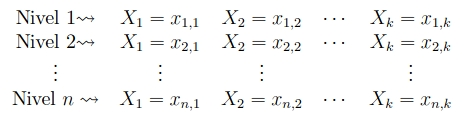 Nivel 1⇝ X₁ = x₁,₁ X₂ = x₁,₂ ⋯ Xₖ = x₁,ₖ
Nivel 2⇝ X₁ = x₂,₁ X₂ = x₂,₂ ⋯ Xₖ = x₂,ₖ
⋮ ⋮ ⋮ ⋮
Nivel n ⇝ X₁ = xₙ,₁ X₂ = xₙ,₂ ⋯ Xₖ = xₙ,ₖ